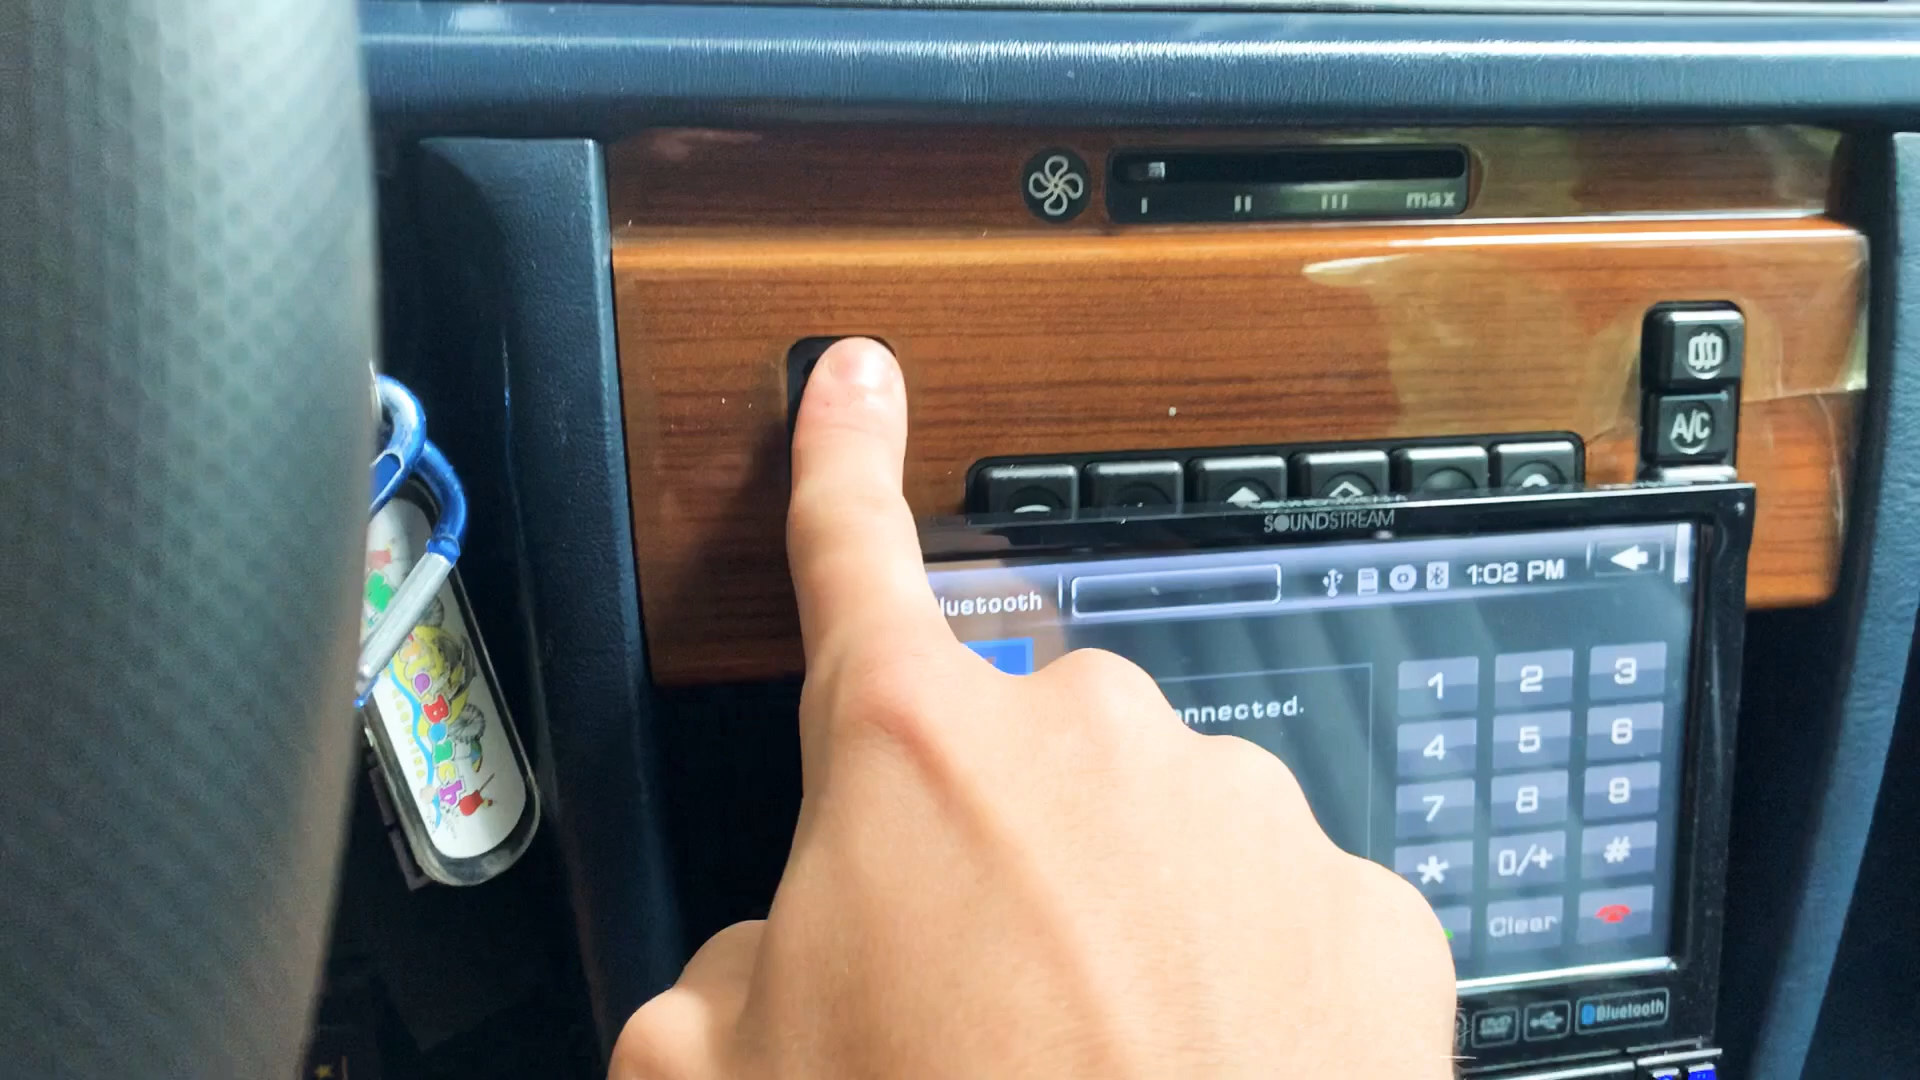 I II III max
A/C
SOUNDSTREAM
luetooth
1:02 PM
nnected.
1 2 3
4 5 6
7 8 9
* 0/+ #
Clear
Bluetooth